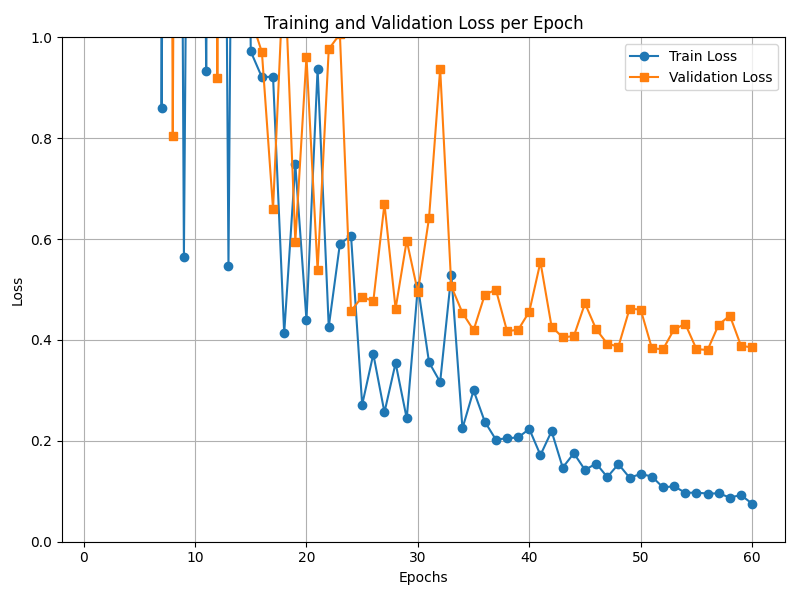 Training and Validation Loss per Epoch
Train Loss
Validation Loss
Loss
1.0
0.8
0.6
0.4
0.2
0.0
0 10 20 30 40 50 60
Epochs